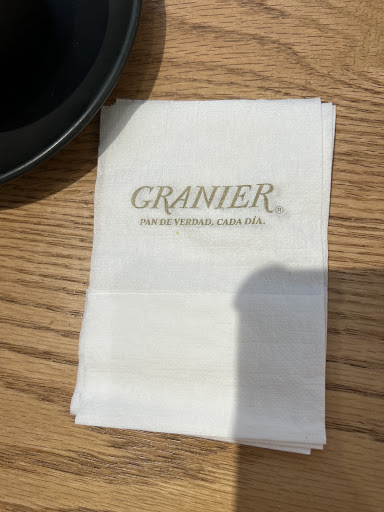 GRANIER®
PAN DE VERDAD, CADA DÍA.